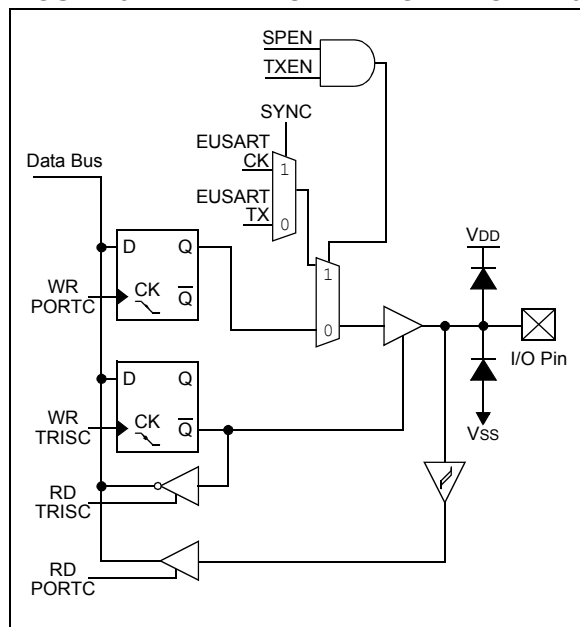 SPEN
TXEN
SYNC
EUSART
CK
1
Data Bus
EUSART
TX
0
VDD
D Q
1
WR
PORTC
CK
Q
0
I/O Pin
D Q
VSS
WR
TRISC
CK
Q
RD
TRISC
RD
PORTC